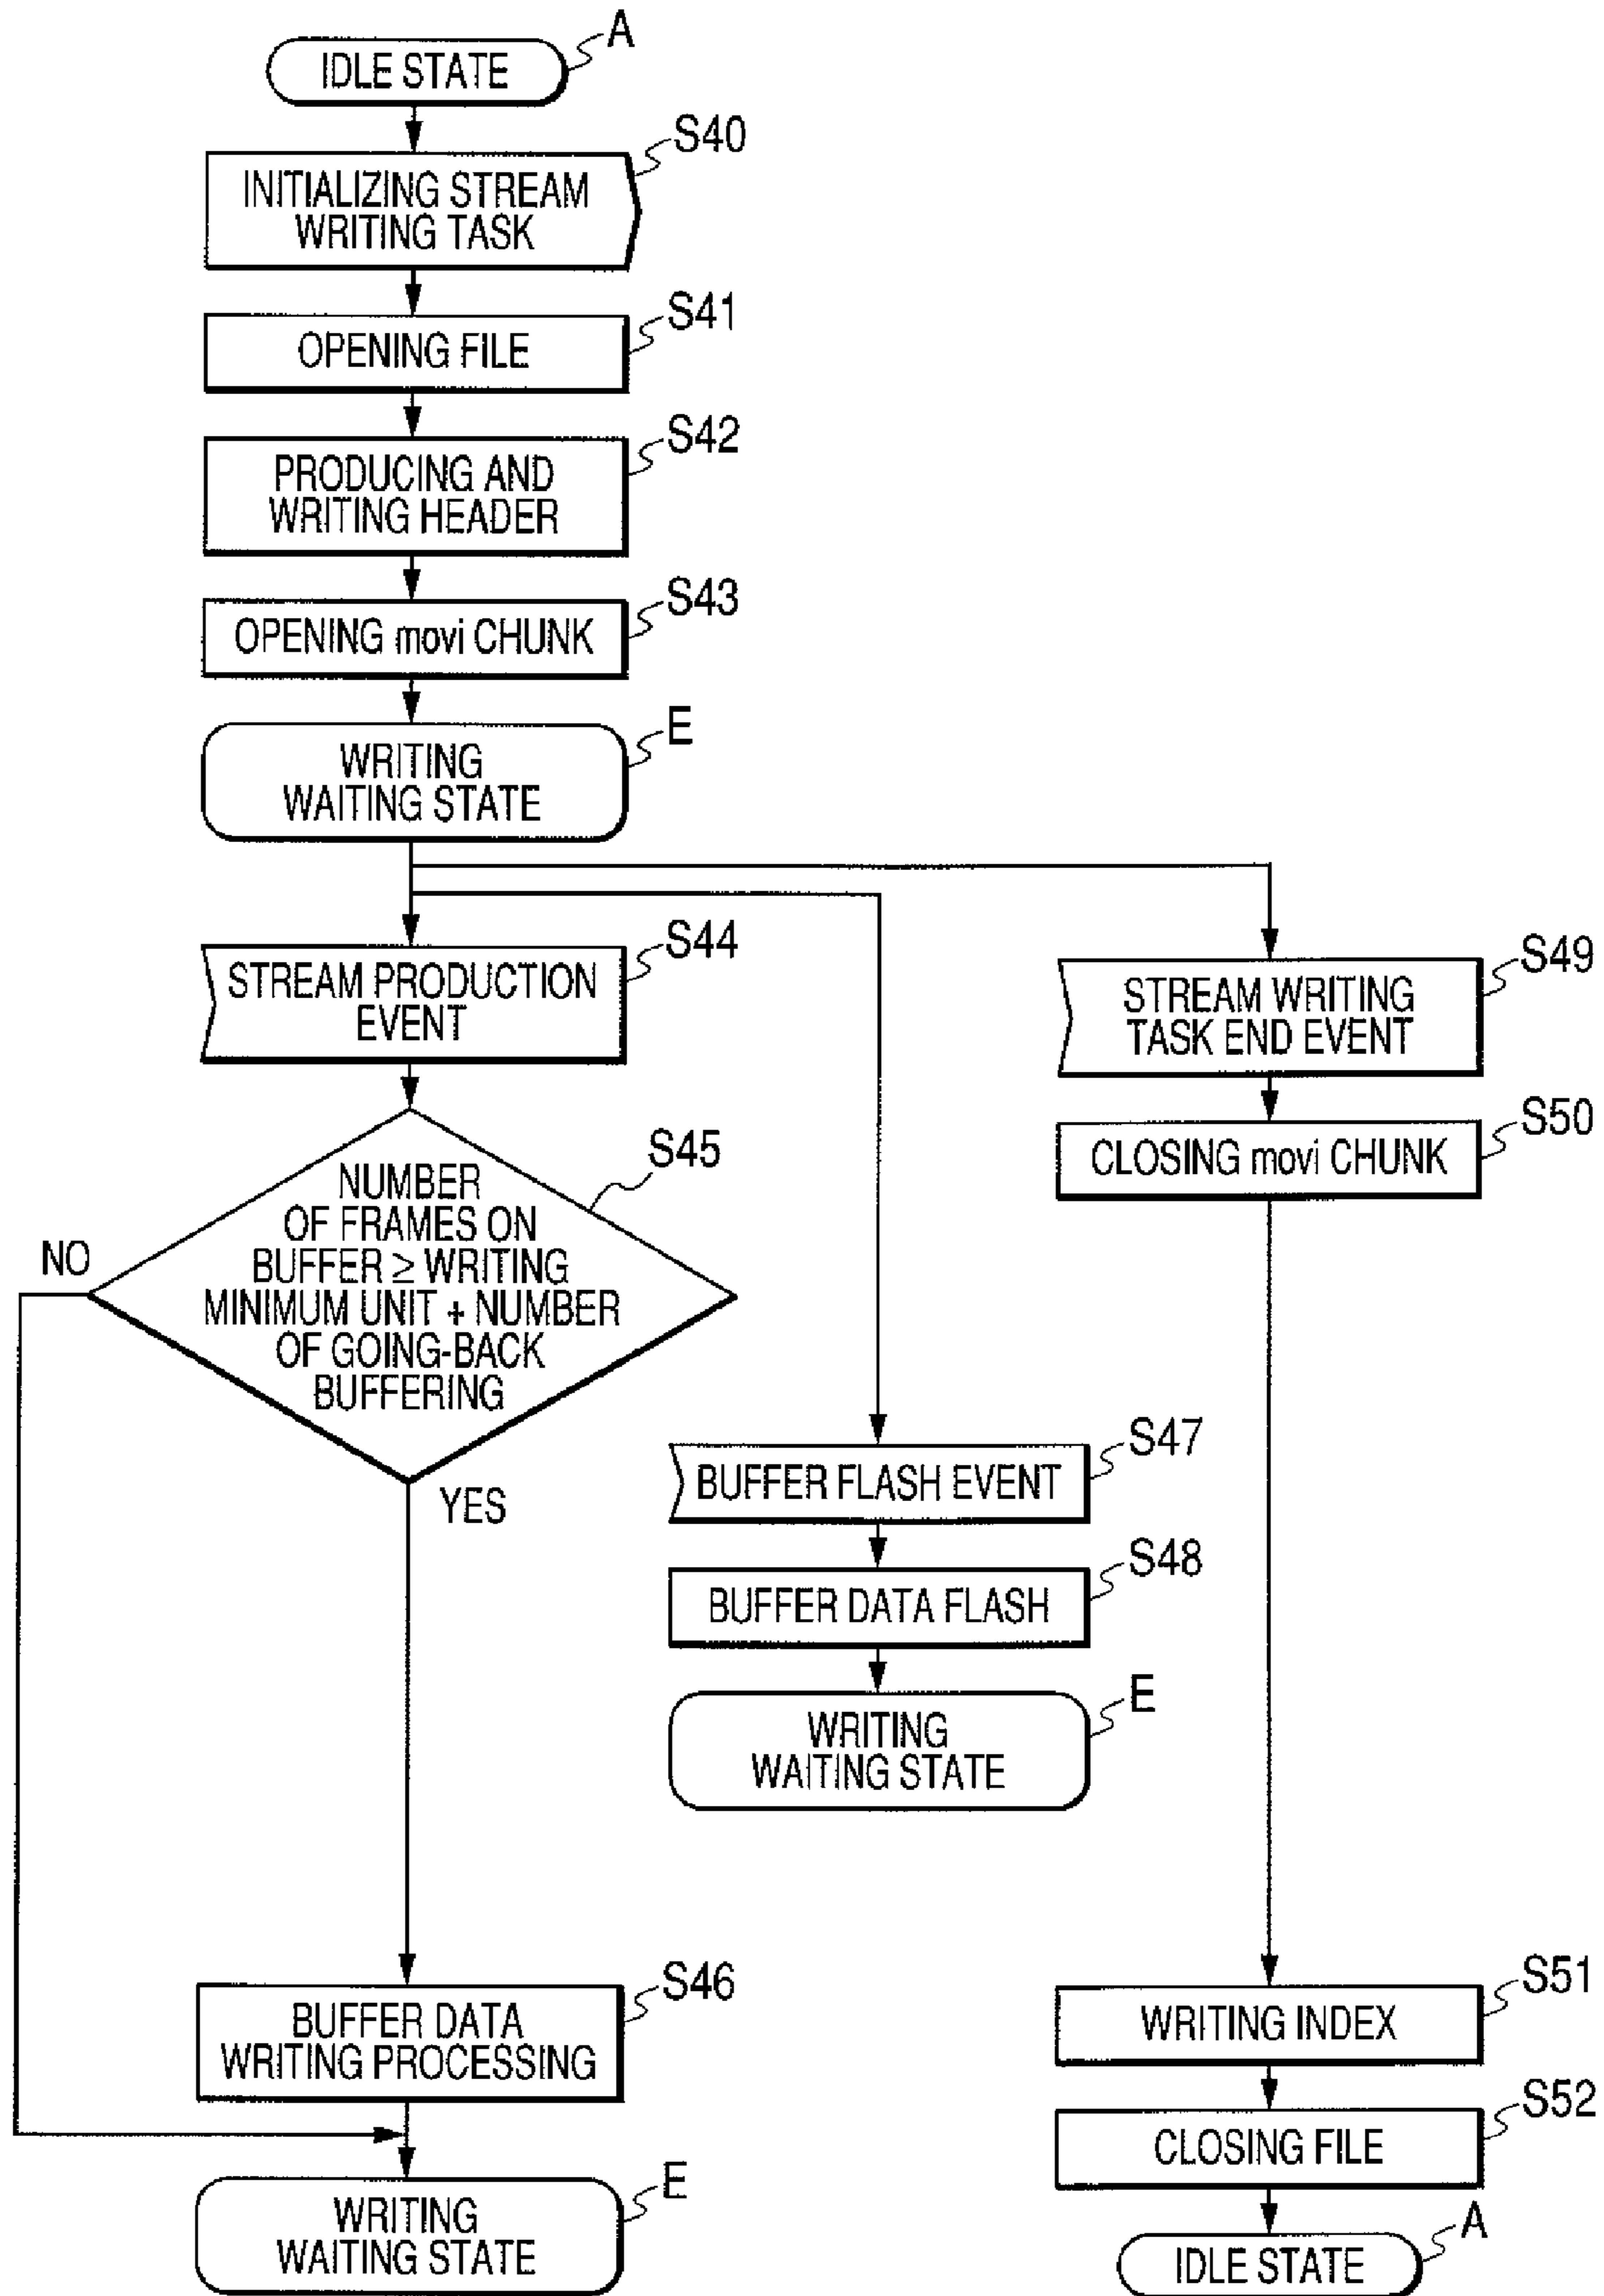 IDLE STATE
A
INITIALIZING STREAM
WRITING TASK
S40
OPENING FILE
S41
PRODUCING AND
WRITING HEADER
S42
OPENING movi CHUNK
S43
WRITING
WAITING STATE
E
STREAM PRODUCTION
EVENT
S44
NUMBER
OF FRAMES ON
BUFFER ≥ WRITING
MINIMUM UNIT + NUMBER
OF GOING-BACK
BUFFERING
S45
NO
YES
BUFFER DATA
WRITING PROCESSING
S46
WRITING
WAITING STATE
E
BUFFER FLASH EVENT
S47
BUFFER DATA FLASH
S48
WRITING
WAITING STATE
E
STREAM WRITING
TASK END EVENT
S49
CLOSING movi CHUNK
S50
WRITING INDEX
S51
CLOSING FILE
S52
IDLE STATE
A